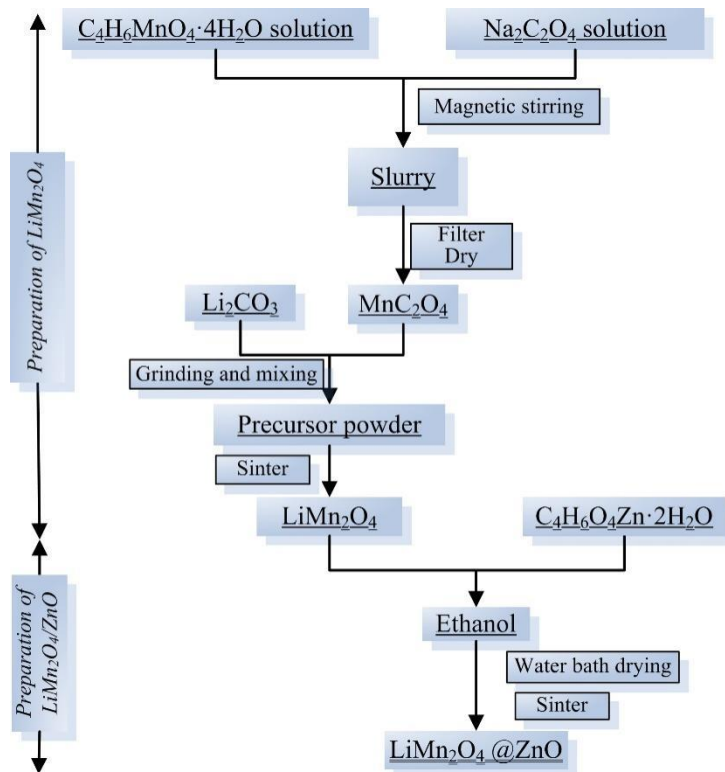 C₄H₆MnO₄·4H₂O solution
Na₂C₂O₄ solution
Magnetic stirring
Slurry
Filter
Dry
Li₂CO₃
MnC₂O₄
Grinding and mixing
Precursor powder
Sinter
LiMn₂O₄
C₄H₆O₄Zn·2H₂O
Ethanol
Water bath drying
Sinter
LiMn₂O₄ @ZnO
Preparation of LiMn₂O₄
Preparation of
LiMn₂O₄/ZnO